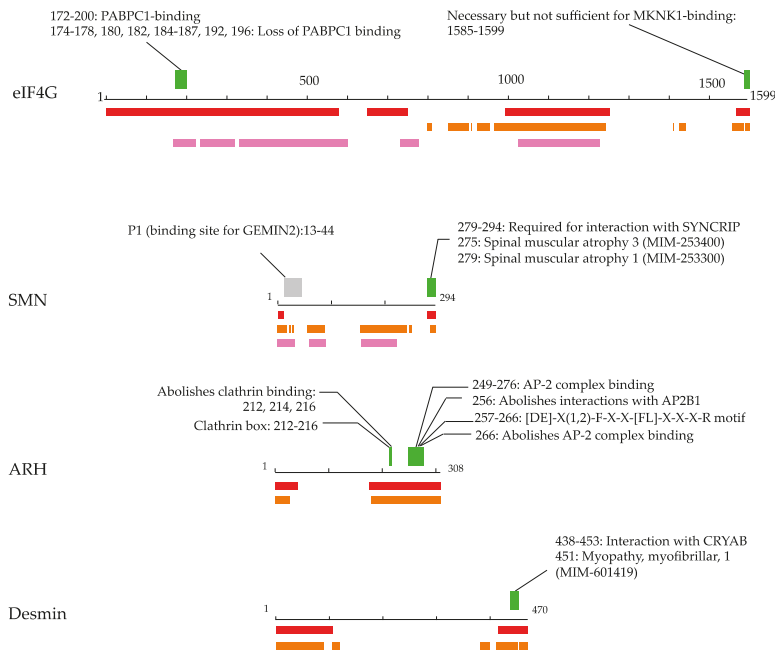 172-200: PABPC1-binding
174-178, 180, 182, 184-187, 192, 196: Loss of PABPC1 binding
Necessary but not sufficient for MKNK1-binding:
1585-1599
eIF4G
1
500
1000
1500
1599
P1 (binding site for GEMIN2):13-44
279-294: Required for interaction with SYNCRIP
275: Spinal muscular atrophy 3 (MIM-253400)
279: Spinal muscular atrophy 1 (MIM-253300)
SMN
1
294
Abolishes clathrin binding:
212, 214, 216
Clathrin box: 212-216
249-276: AP-2 complex binding
256: Abolishes interactions with AP2B1
257-266: [DE]-X(1,2)-F-X-X-[FL]-X-X-X-R motif
266: Abolishes AP-2 complex binding
ARH
1
308
438-453: Interaction with CRYAB
451: Myopathy, myofibrillar, 1
(MIM-601419)
Desmin
1
470